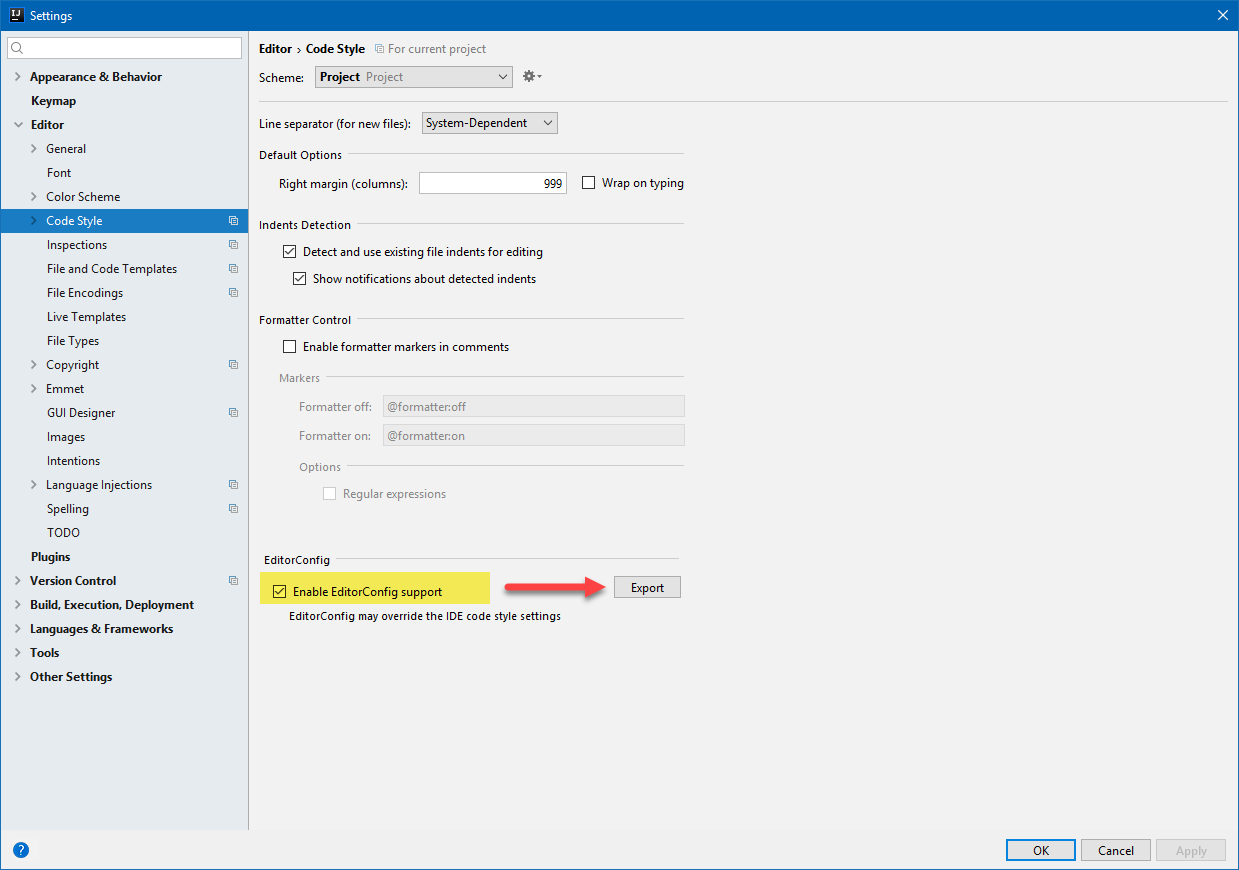 IJ Settings
Appearance & Behavior
Keymap
Editor
General
Font
Color Scheme
Code Style
Inspections
File and Code Templates
File Encodings
Live Templates
File Types
Copyright
Emmet
GUI Designer
Images
Intentions
Language Injections
Spelling
TODO
Plugins
Version Control
Build, Execution, Deployment
Languages & Frameworks
Tools
Other Settings
Editor › Code Style For current project
Scheme: Project Project
Line separator (for new files): System-Dependent
Default Options
Right margin (columns): 999 Wrap on typing
Indents Detection
Detect and use existing file indents for editing
Show notifications about detected indents
Formatter Control
Enable formatter markers in comments
Markers
Formatter off: @formatter:off
Formatter on: @formatter:on
Options
Regular expressions
EditorConfig
Enable EditorConfig support Export
EditorConfig may override the IDE code style settings
? OK Cancel Apply